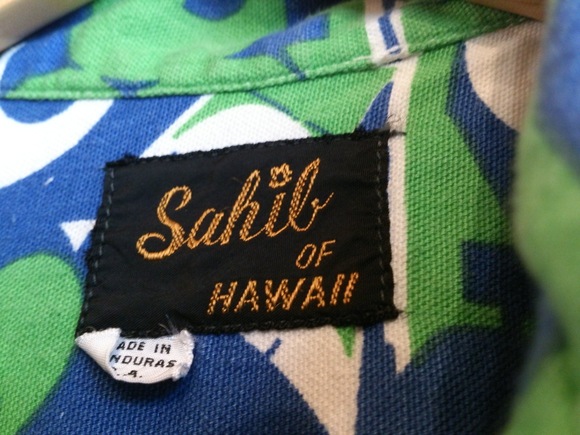 Sahib
OF
HAWAII
ADE IN
NDURAS
.A.